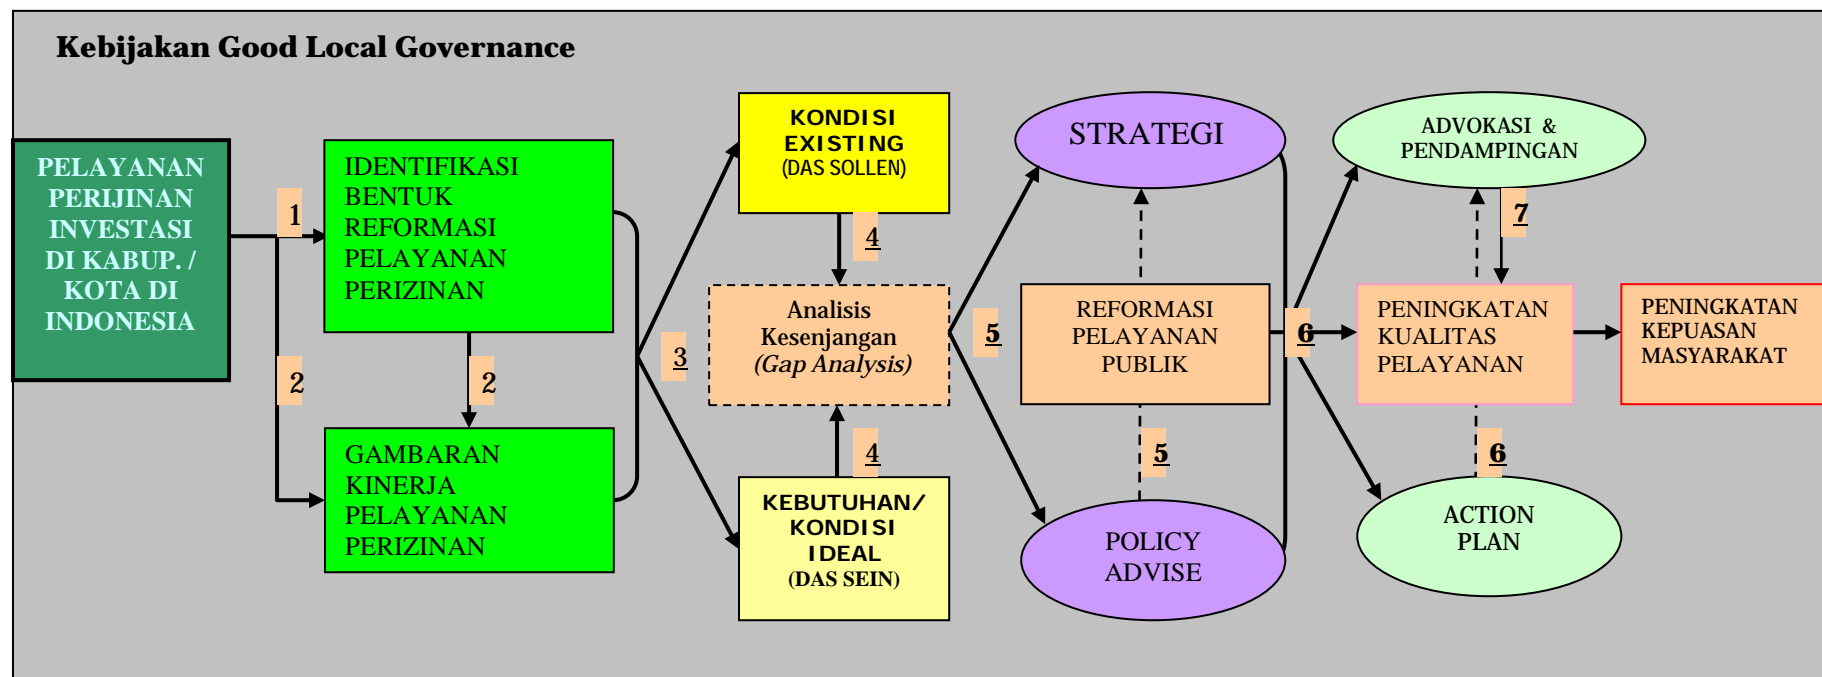 Kebijakan Good Local Governance
PELAYANAN
PERIJINAN
INVESTASI
DI KABUP. /
KOTA DI
INDONESIA
1
2
IDENTIFIKASI
BENTUK
REFORMASI
PELAYANAN
PERIZINAN
2
GAMBARAN
KINERJA
PELAYANAN
PERIZINAN
3
KONDISI
EXISTING
(DAS SOLLEN)
4
Analisis
Kesenjangan
(Gap Analysis)
4
KEBUTUHAN/
KONDISI
IDEAL
(DAS SEIN)
5
STRATEGI
REFORMASI
PELAYANAN
PUBLIK
5
POLICY
ADVISE
6
ADVOKASI &
PENDAMPINGAN
7
PENINGKATAN
KUALITAS
PELAYANAN
6
ACTION
PLAN
PENINGKATAN
KEPUASAN
MASYARAKAT